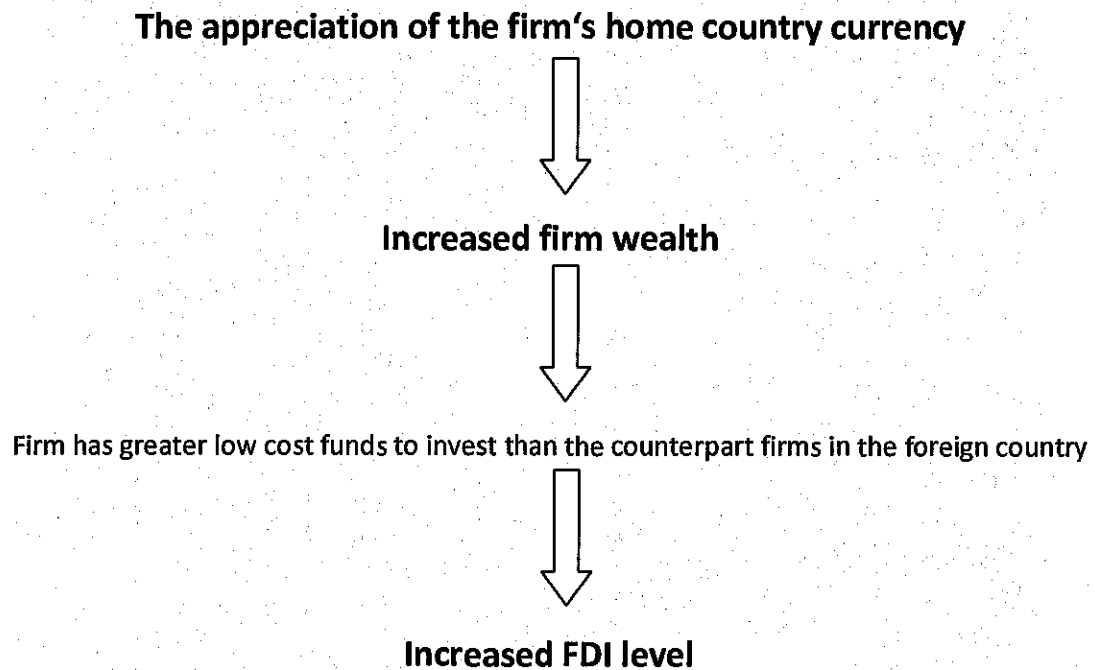 The appreciation of the firm‘s home country currency
Increased firm wealth
Firm has greater low cost funds to invest than the counterpart firms in the foreign country
Increased FDI level